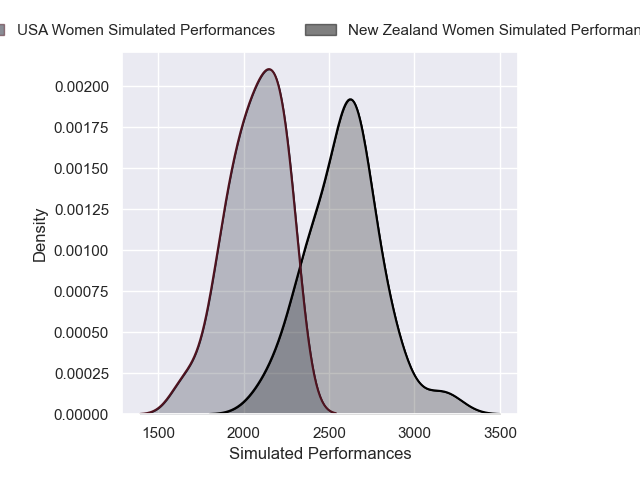 USA Women Simulated Performances
New Zealand Women Simulated
0.00200
0.00175
0.00150
0.00125
0.00100
0.00075
0.00050
0.00025
0.00000
Density
1500 2000 2500 3000 3500
Simulated Performances